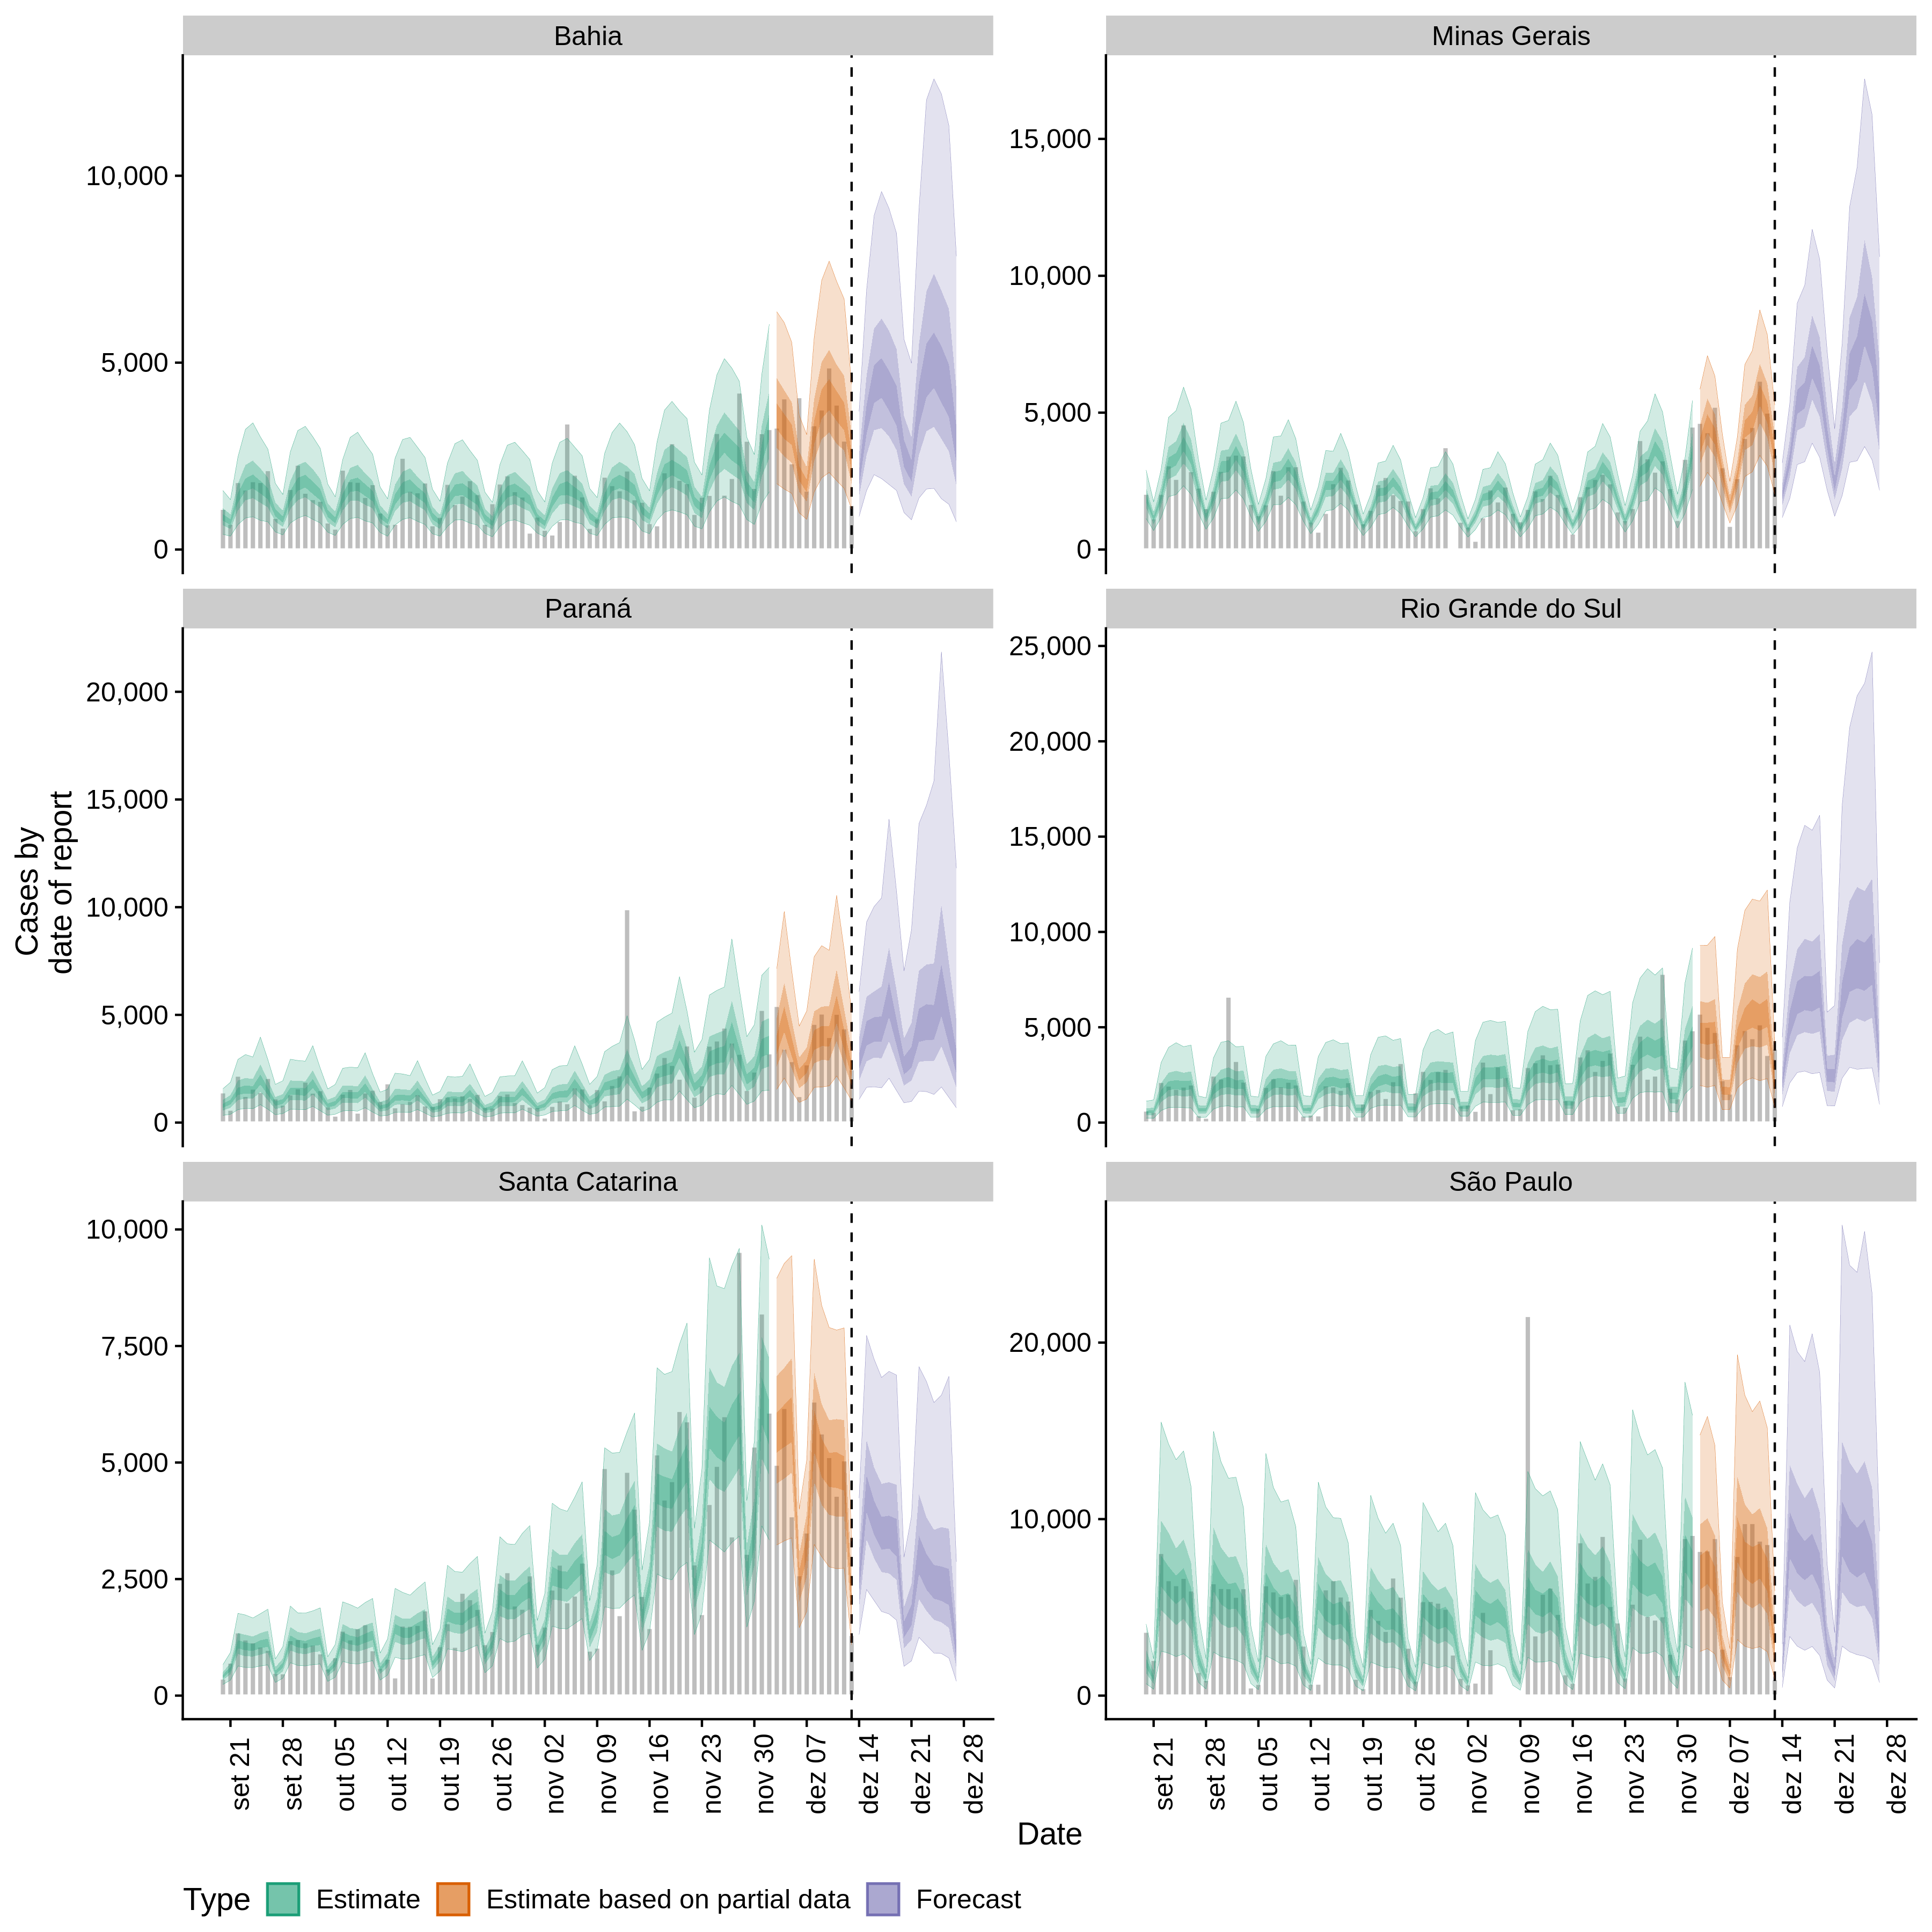 Bahia
Minas Gerais
10,000
5,000
0
15,000
10,000
5,000
0
Paraná
Rio Grande do Sul
20,000
15,000
10,000
5,000
0
25,000
20,000
15,000
10,000
5,000
0
Cases by
date of report
Santa Catarina
São Paulo
10,000
7,500
5,000
2,500
0
20,000
10,000
0
set 21
set 28
out 05
out 12
out 19
out 26
nov 02
nov 09
nov 16
nov 23
nov 30
dez 07
dez 14
dez 21
dez 28
set 21
set 28
out 05
out 12
out 19
out 26
nov 02
nov 09
nov 16
nov 23
nov 30
dez 07
dez 14
dez 21
dez 28
Date
Type Estimate Estimate based on partial data Forecast